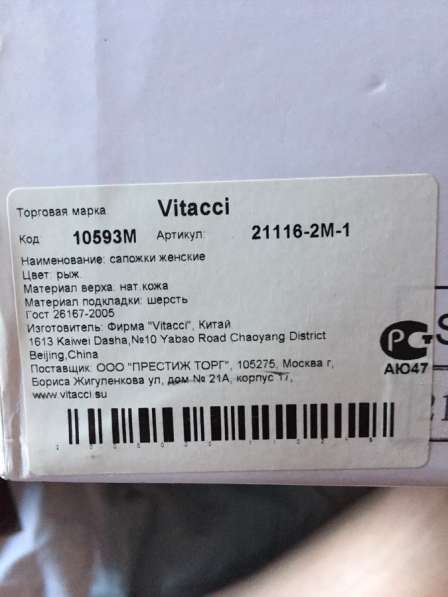 Торговая марка Vitacci
Код 10593М Артикул: 21116-2М-1
Наименование: сапожки женские
Цвет: рыж.
Материал верха: нат.кожа
Материал подкладки: шерсть
Гост 26167-2005
Изготовитель: Фирма "Vitacci", Китай
1613 Kaiwei Dasha,№10 Yabao Road Chaoyang District
Beijing,China
Поставщик: ООО "ПРЕСТИЖ ТОРГ", 105275, Москва г,
Бориса Жигуленкова ул, дом № 21А, корпус 17,
www.vitacci.su
АЮ47